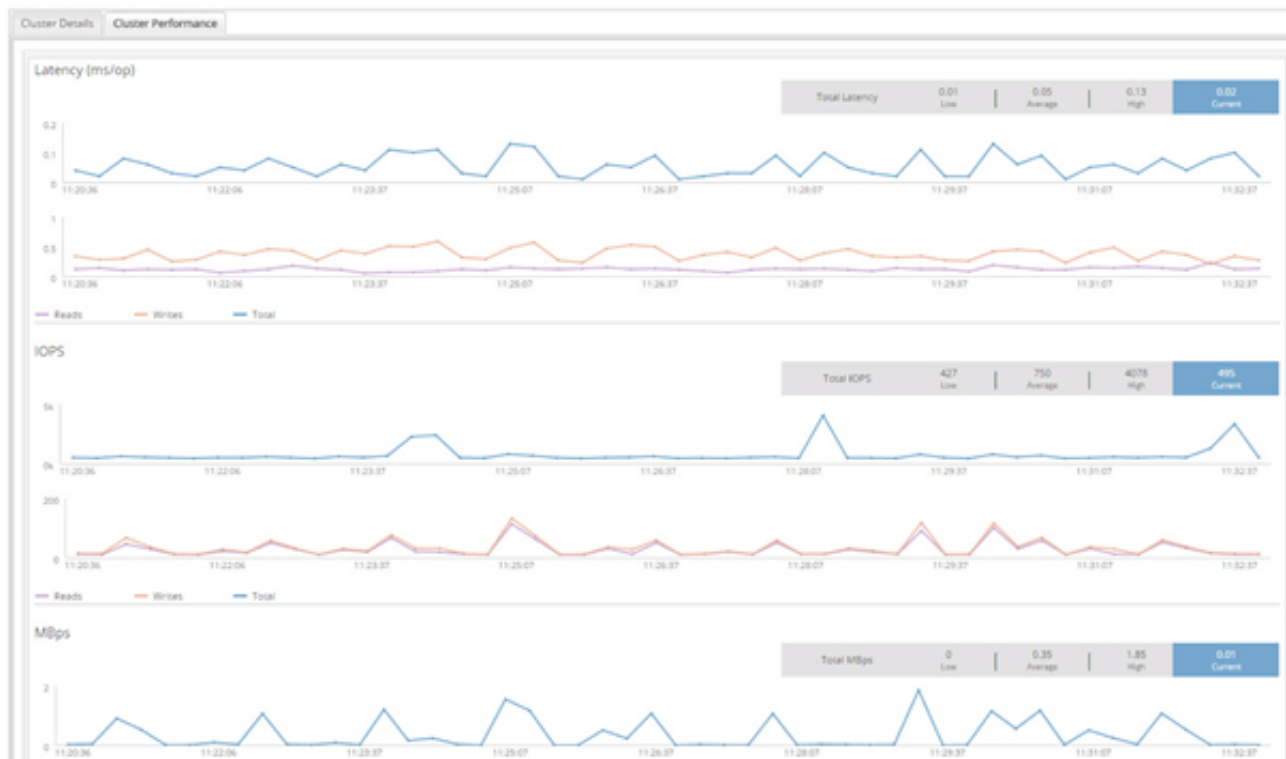 Cluster Details Cluster Performance
Latency (ms/op)
Total Latency 0.01 0.05 0.13 0.02
Low Average High Current
0.2
0.1
0
11:20:36 11:22:06 11:23:37 11:25:07 11:26:37 11:28:07 11:29:37 11:31:07 11:32:37
1
0.5
0
11:20:36 11:22:06 11:23:37 11:25:07 11:26:37 11:28:07 11:29:37 11:31:07 11:32:37
Reads Writes Total
IOPS
Total IOPS 427 750 4078 495
Low Average High Current
5k
0k
11:20:36 11:22:06 11:23:37 11:25:07 11:26:37 11:28:07 11:29:37 11:31:07 11:32:37
200
0
11:20:36 11:22:06 11:23:37 11:25:07 11:26:37 11:28:07 11:29:37 11:31:07 11:32:37
Reads Writes Total
MBps
Total MBps 0 0.35 1.85 0.01
Low Average High Current
2
0
11:20:36 11:22:06 11:23:37 11:25:07 11:26:37 11:28:07 11:29:37 11:31:07 11:32:37